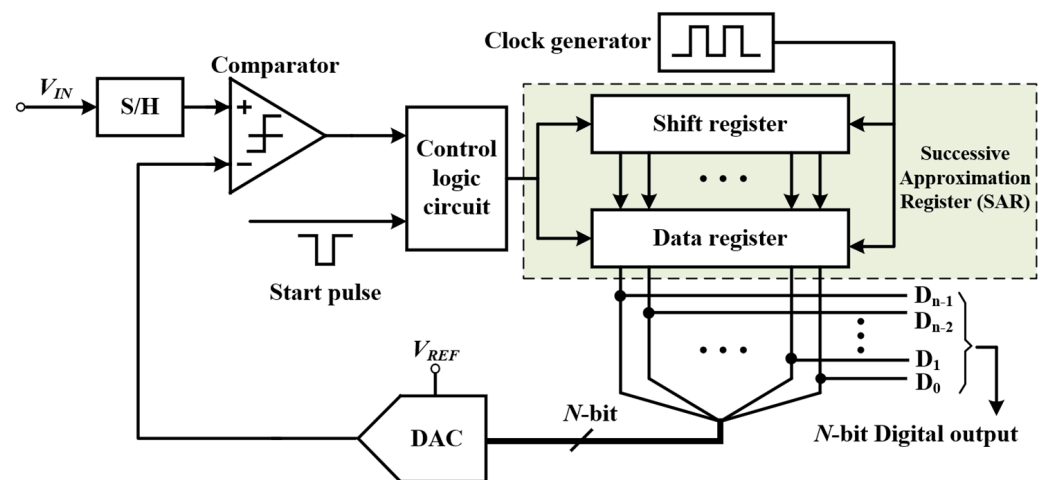 Clock generator
Comparator
V_IN
S/H
+
−
Control
logic
circuit
Shift register
Data register
Successive
Approximation
Register (SAR)
Start pulse
D_n-1
D_n-2
D_1
D_0
V_REF
DAC
N-bit
N-bit Digital output